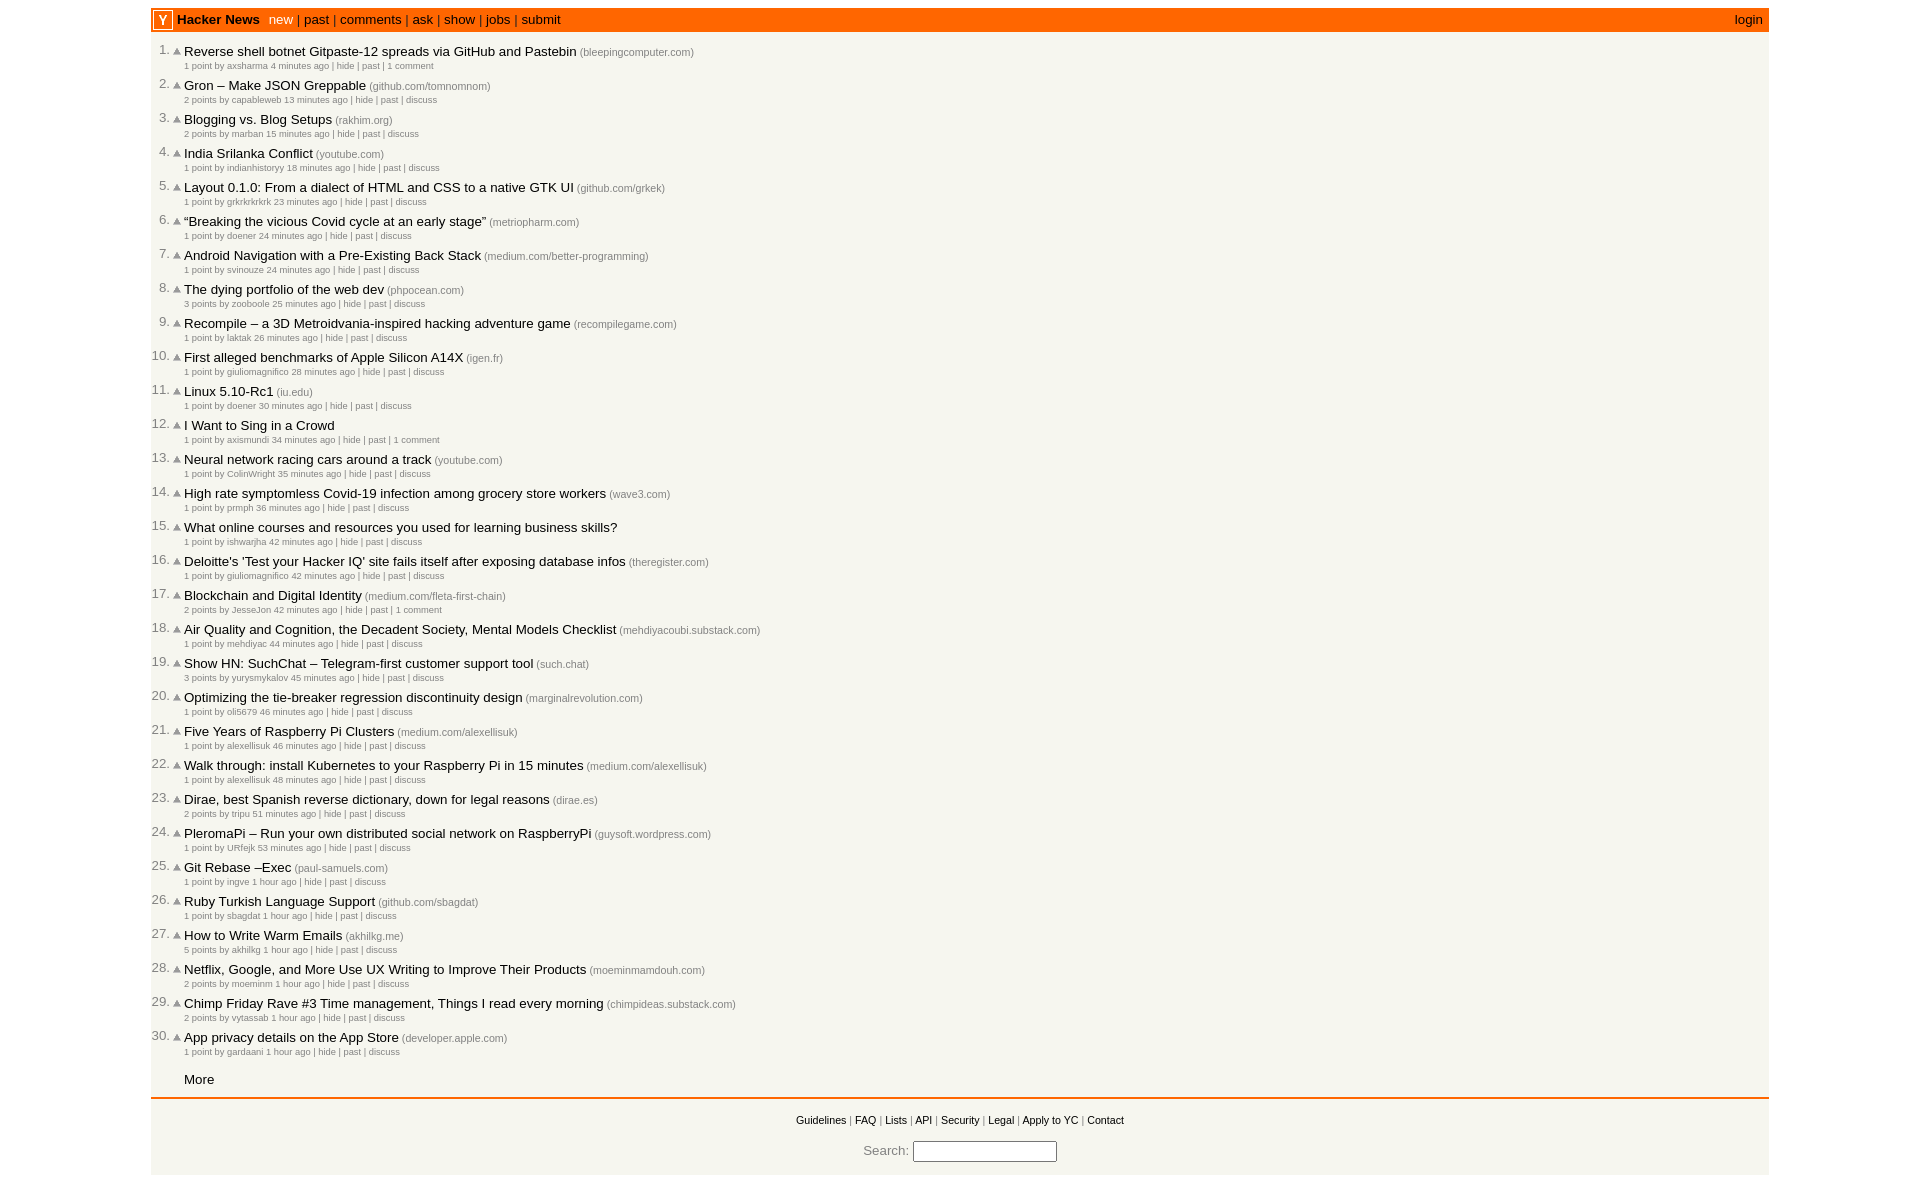 Y Hacker News new | past | comments | ask | show | jobs | submit login
1. Reverse shell botnet Gitpaste-12 spreads via GitHub and Pastebin (bleepingcomputer.com)
1 point by axsharma 4 minutes ago | hide | past | 1 comment
2. Gron – Make JSON Greppable (github.com/tomnomnom)
2 points by capableweb 13 minutes ago | hide | past | discuss
3. Blogging vs. Blog Setups (rakhim.org)
2 points by marban 15 minutes ago | hide | past | discuss
4. India Srilanka Conflict (youtube.com)
1 point by indianhistoryy 18 minutes ago | hide | past | discuss
5. Layout 0.1.0: From a dialect of HTML and CSS to a native GTK UI (github.com/grkek)
1 point by grkrkrkrkrk 23 minutes ago | hide | past | discuss
6. “Breaking the vicious Covid cycle at an early stage” (metriopharm.com)
1 point by doener 24 minutes ago | hide | past | discuss
7. Android Navigation with a Pre-Existing Back Stack (medium.com/better-programming)
1 point by svinouze 24 minutes ago | hide | past | discuss
8. The dying portfolio of the web dev (phpocean.com)
3 points by zooboole 25 minutes ago | hide | past | discuss
9. Recompile – a 3D Metroidvania-inspired hacking adventure game (recompilegame.com)
1 point by laktak 26 minutes ago | hide | past | discuss
10. First alleged benchmarks of Apple Silicon A14X (igen.fr)
1 point by giuliomagnifico 28 minutes ago | hide | past | discuss
11. Linux 5.10-Rc1 (iu.edu)
1 point by doener 30 minutes ago | hide | past | discuss
12. I Want to Sing in a Crowd
1 point by axismundi 34 minutes ago | hide | past | 1 comment
13. Neural network racing cars around a track (youtube.com)
1 point by ColinWright 35 minutes ago | hide | past | discuss
14. High rate symptomless Covid-19 infection among grocery store workers (wave3.com)
1 point by prmph 36 minutes ago | hide | past | discuss
15. What online courses and resources you used for learning business skills?
1 point by ishwarjha 42 minutes ago | hide | past | discuss
16. Deloitte's 'Test your Hacker IQ' site fails itself after exposing database infos (theregister.com)
1 point by giuliomagnifico 42 minutes ago | hide | past | discuss
17. Blockchain and Digital Identity (medium.com/fleta-first-chain)
2 points by JesseJon 42 minutes ago | hide | past | 1 comment
18. Air Quality and Cognition, the Decadent Society, Mental Models Checklist (mehdiyacoubi.substack.com)
1 point by mehdiyac 44 minutes ago | hide | past | discuss
19. Show HN: SuchChat – Telegram-first customer support tool (such.chat)
3 points by yurysmykalov 45 minutes ago | hide | past | discuss
20. Optimizing the tie-breaker regression discontinuity design (marginalrevolution.com)
1 point by oli5679 46 minutes ago | hide | past | discuss
21. Five Years of Raspberry Pi Clusters (medium.com/alexellisuk)
1 point by alexellisuk 46 minutes ago | hide | past | discuss
22. Walk through: install Kubernetes to your Raspberry Pi in 15 minutes (medium.com/alexellisuk)
1 point by alexellisuk 48 minutes ago | hide | past | discuss
23. Dirae, best Spanish reverse dictionary, down for legal reasons (dirae.es)
2 points by tripu 51 minutes ago | hide | past | discuss
24. PleromaPi – Run your own distributed social network on RaspberryPi (guysoft.wordpress.com)
1 point by URfejk 53 minutes ago | hide | past | discuss
25. Git Rebase –Exec (paul-samuels.com)
1 point by ingve 1 hour ago | hide | past | discuss
26. Ruby Turkish Language Support (github.com/sbagdat)
1 point by sbagdat 1 hour ago | hide | past | discuss
27. How to Write Warm Emails (akhilkg.me)
5 points by akhilkg 1 hour ago | hide | past | discuss
28. Netflix, Google, and More Use UX Writing to Improve Their Products (moeminmamdouh.com)
2 points by moeminm 1 hour ago | hide | past | discuss
29. Chimp Friday Rave #3 Time management, Things I read every morning (chimpideas.substack.com)
2 points by vytassab 1 hour ago | hide | past | discuss
30. App privacy details on the App Store (developer.apple.com)
1 point by gardaani 1 hour ago | hide | past | discuss
More
Guidelines | FAQ | Lists | API | Security | Legal | Apply to YC | Contact
Search: